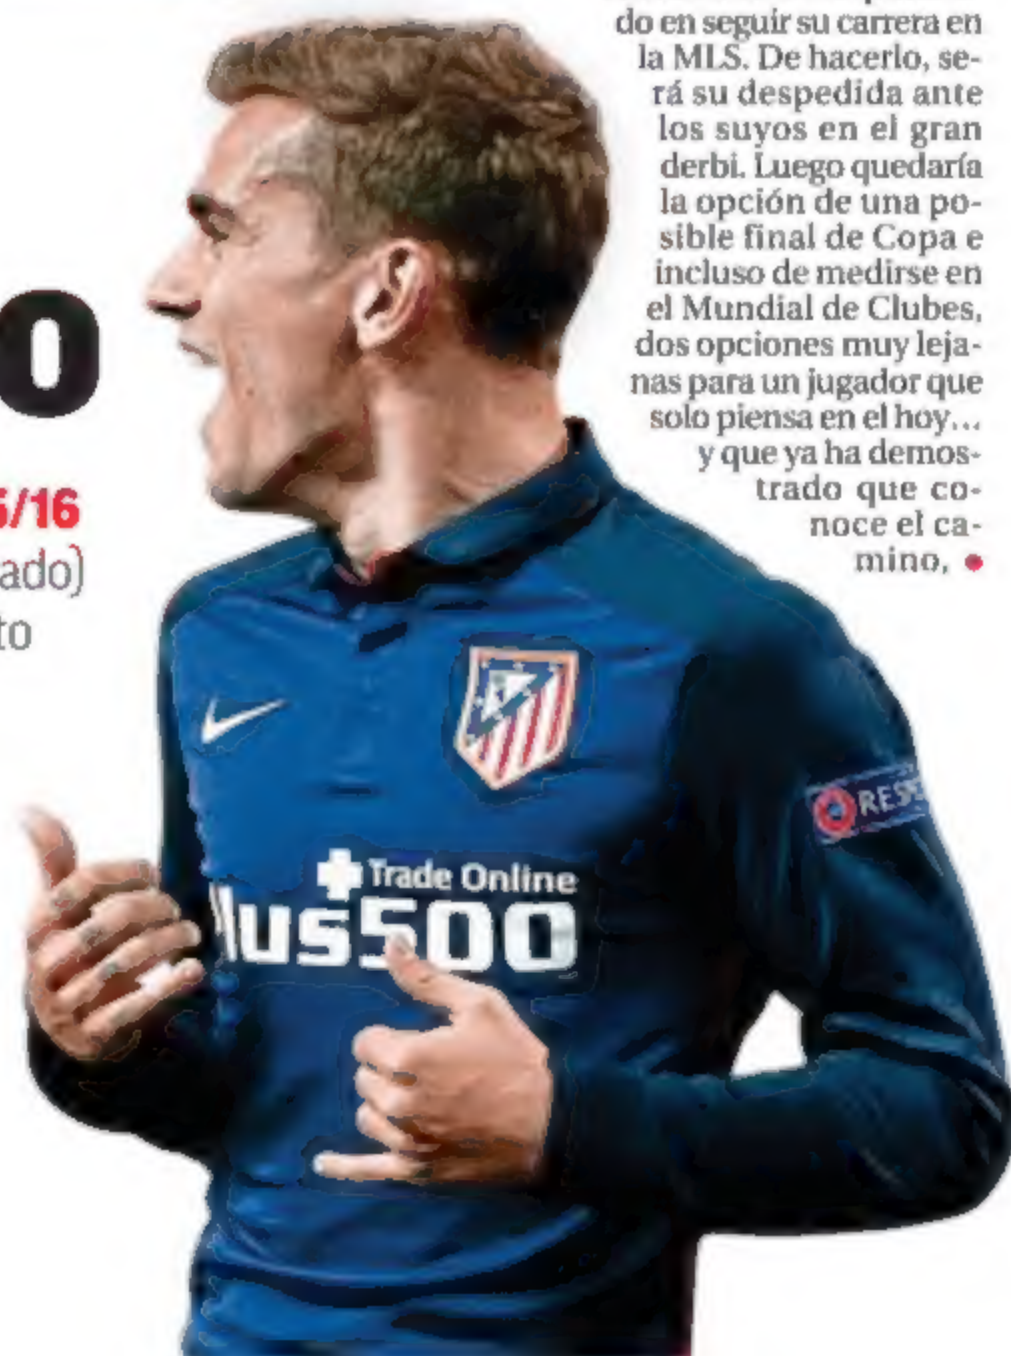 do en seguir su carrera en
la MLS. De hacerlo, se-
rá su despedida ante
los suyos en el gran
derbi. Luego quedaría
la opción de una po-
sible final de Copa e
incluso de medirse en
el Mundial de Clubes,
dos opciones muy leja-
nas para un jugador que
solo piensa en el hoy...
y que ya ha demos-
trado que co-
noce el ca-
mino.
o
/16
ado)
to
Trade Online
lus500
RESPE